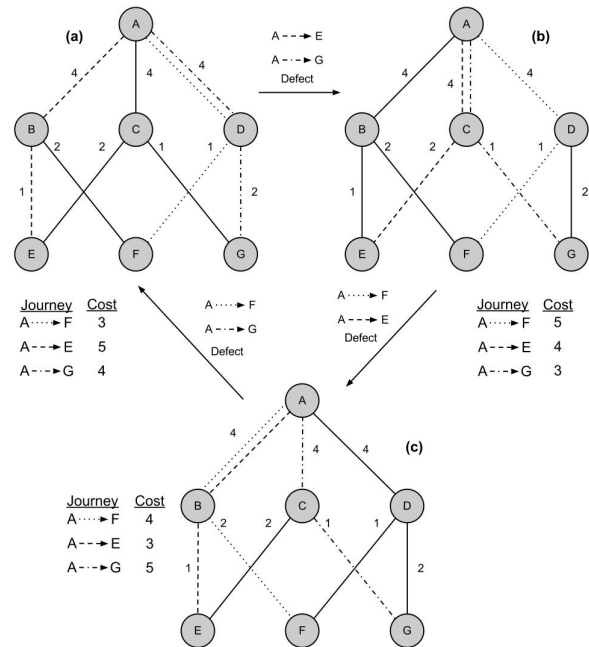 (a)
A
4
4
4
B
2
2
C
1
1
D
1
2
E
F
G
A E
A G
Defect
(b)
A
4
4
4
B
2
2
C
1
1
D
1
2
E
F
G
Journey Cost
A F 3
A E 5
A G 4
A F
A G
Defect
A F
A E
Defect
Journey Cost
A F 5
A E 4
A G 3
(c)
A
4
4
4
B
2
2
C
1
1
D
1
2
E
F
G
Journey Cost
A F 4
A E 3
A G 5